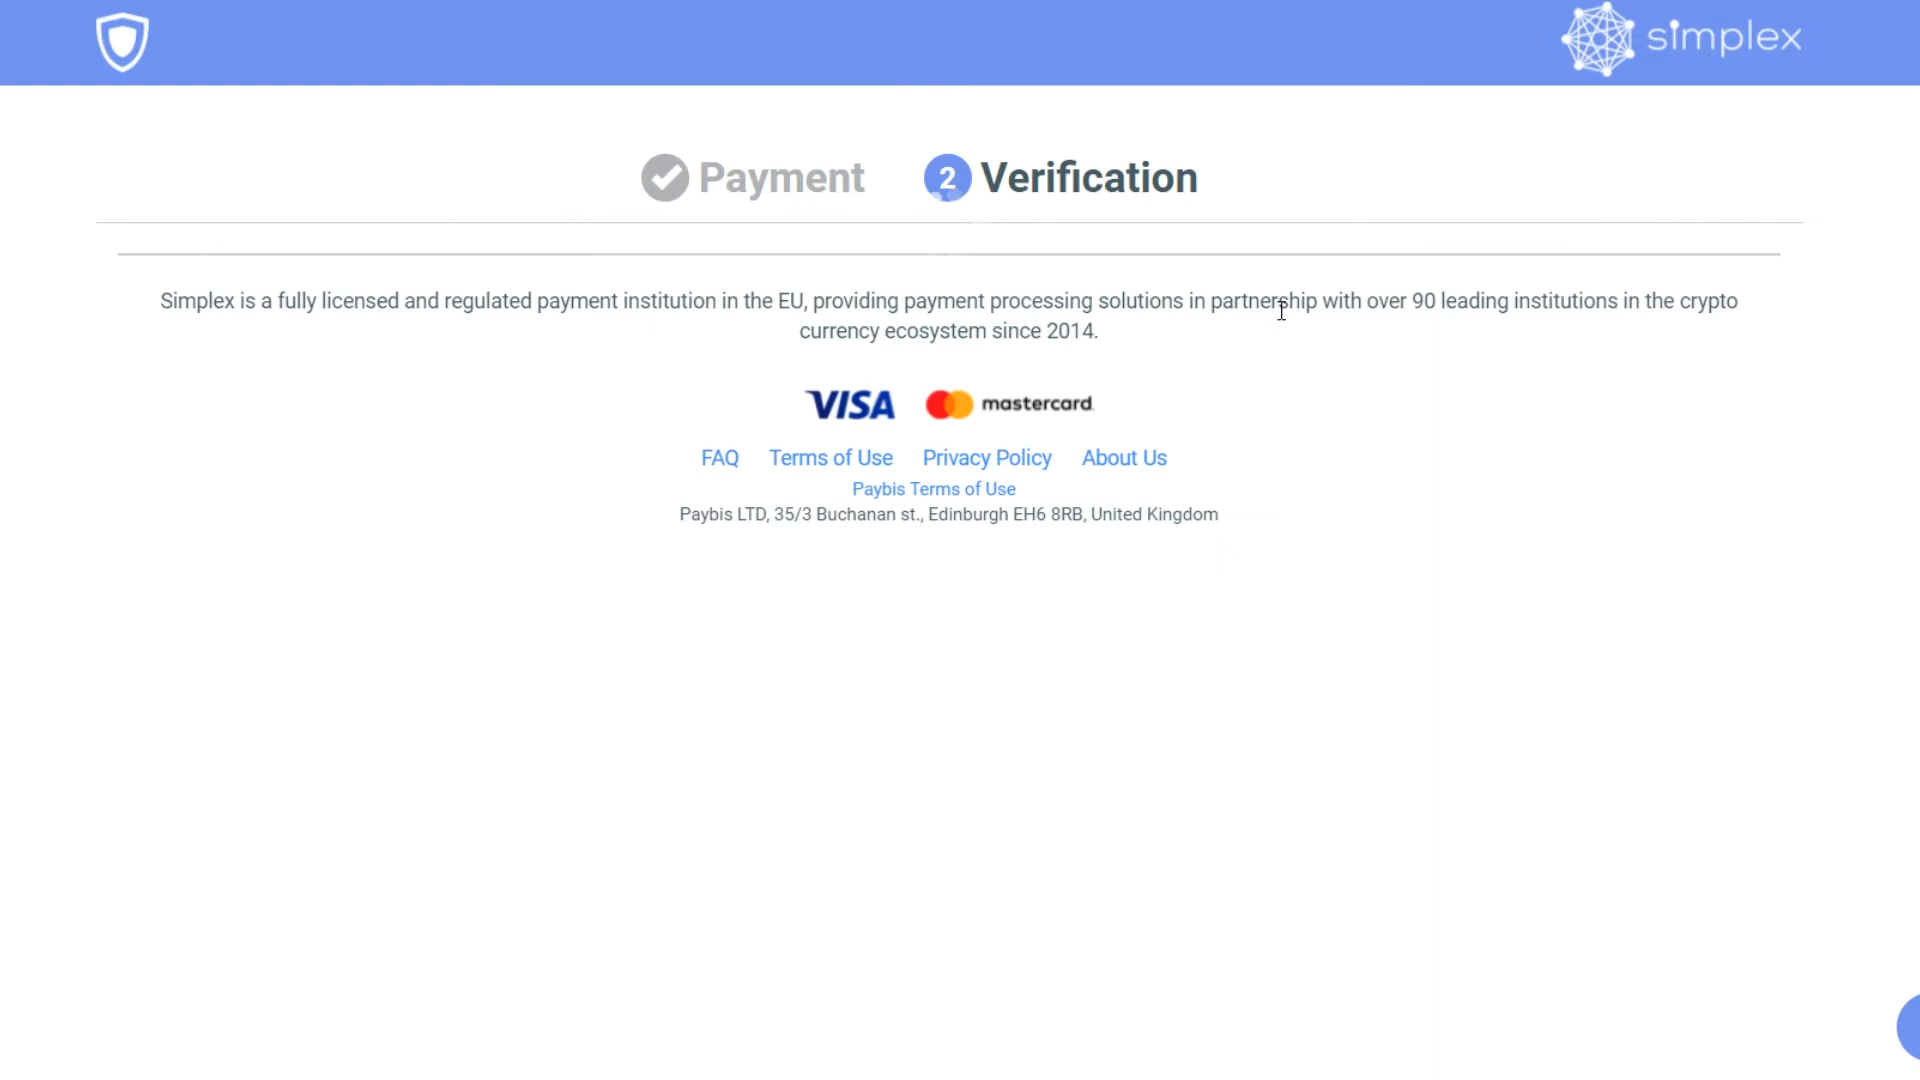 simplex
Payment
2 Verification
Simplex is a fully licensed and regulated payment institution in the EU, providing payment processing solutions in partnership with over 90 leading institutions in the crypto
currency ecosystem since 2014.
VISA mastercard
FAQ Terms of Use Privacy Policy About Us
Paybis Terms of Use
Paybis LTD, 35/3 Buchanan st., Edinburgh EH6 8RB, United Kingdom